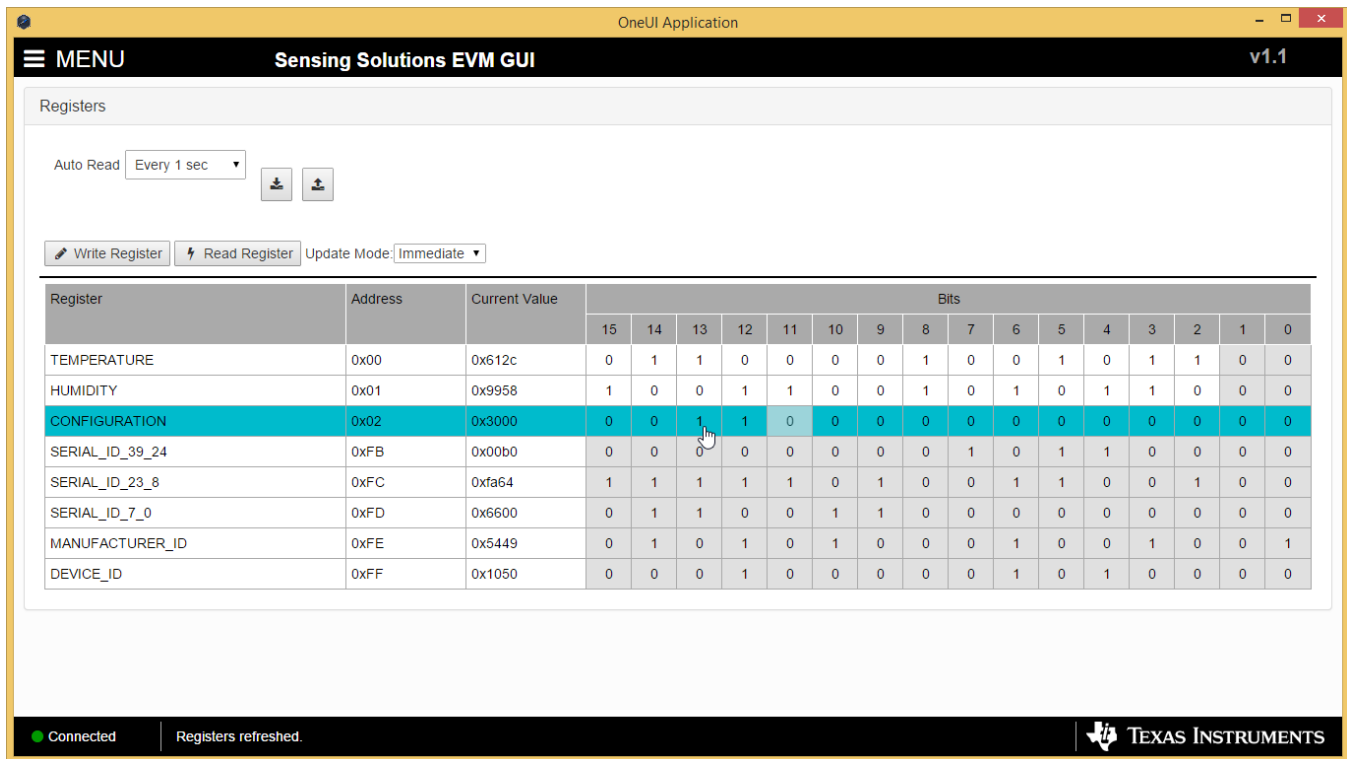 OneUI Application
MENU Sensing Solutions EVM GUI v1.1
Registers
Auto Read Every 1 sec
Write Register Read Register Update Mode: Immediate
Register Address Current Value Bits
15 14 13 12 11 10 9 8 7 6 5 4 3 2 1 0
TEMPERATURE 0x00 0x612c 0 1 1 0 0 0 0 1 0 0 1 0 1 1 0 0
HUMIDITY 0x01 0x9958 1 0 0 1 1 0 0 1 0 1 0 1 1 0 0 0
CONFIGURATION 0x02 0x3000 0 0 1 1 0 0 0 0 0 0 0 0 0 0 0 0
SERIAL_ID_39_24 0xFB 0x00b0 0 0 0 0 0 0 0 0 1 0 1 1 0 0 0 0
SERIAL_ID_23_8 0xFC 0xfa64 1 1 1 1 1 0 1 0 0 1 1 0 0 1 0 0
SERIAL_ID_7_0 0xFD 0x6600 0 1 1 0 0 1 1 0 0 0 0 0 0 0 0 0
MANUFACTURER_ID 0xFE 0x5449 0 1 0 1 0 1 0 0 0 1 0 0 1 0 0 1
DEVICE_ID 0xFF 0x1050 0 0 0 1 0 0 0 0 0 1 0 1 0 0 0 0
Connected Registers refreshed. TEXAS INSTRUMENTS